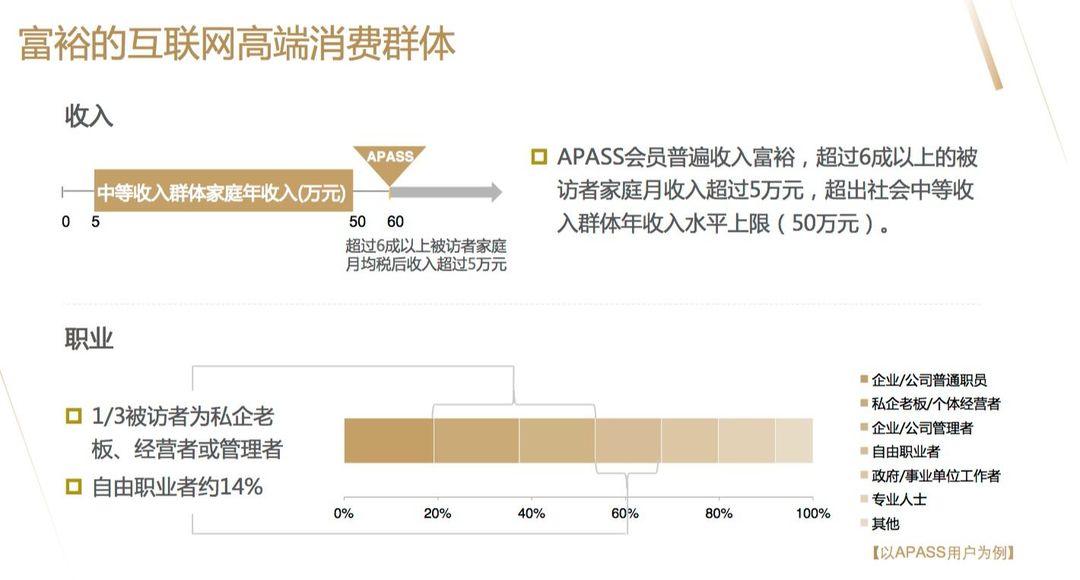 富裕的互联网高端消费群体
收入
APASS
中等收入群体家庭年收入(万元)
0 5 50 60
超过6成以上被访者家庭
月均税后收入超过5万元
APASS会员普遍收入富裕，超过6成以上的被
访者家庭月收入超过5万元，超出社会中等收
入群体年收入水平上限（50万元）。
职业
1/3被访者为私企老
板、经营者或管理者
自由职业者约14%
0% 20% 40% 60% 80% 100%
企业/公司普通职员
私企老板/个体经营者
企业/公司管理者
自由职业者
政府/事业单位工作者
专业人士
其他
【以APASS用户为例】